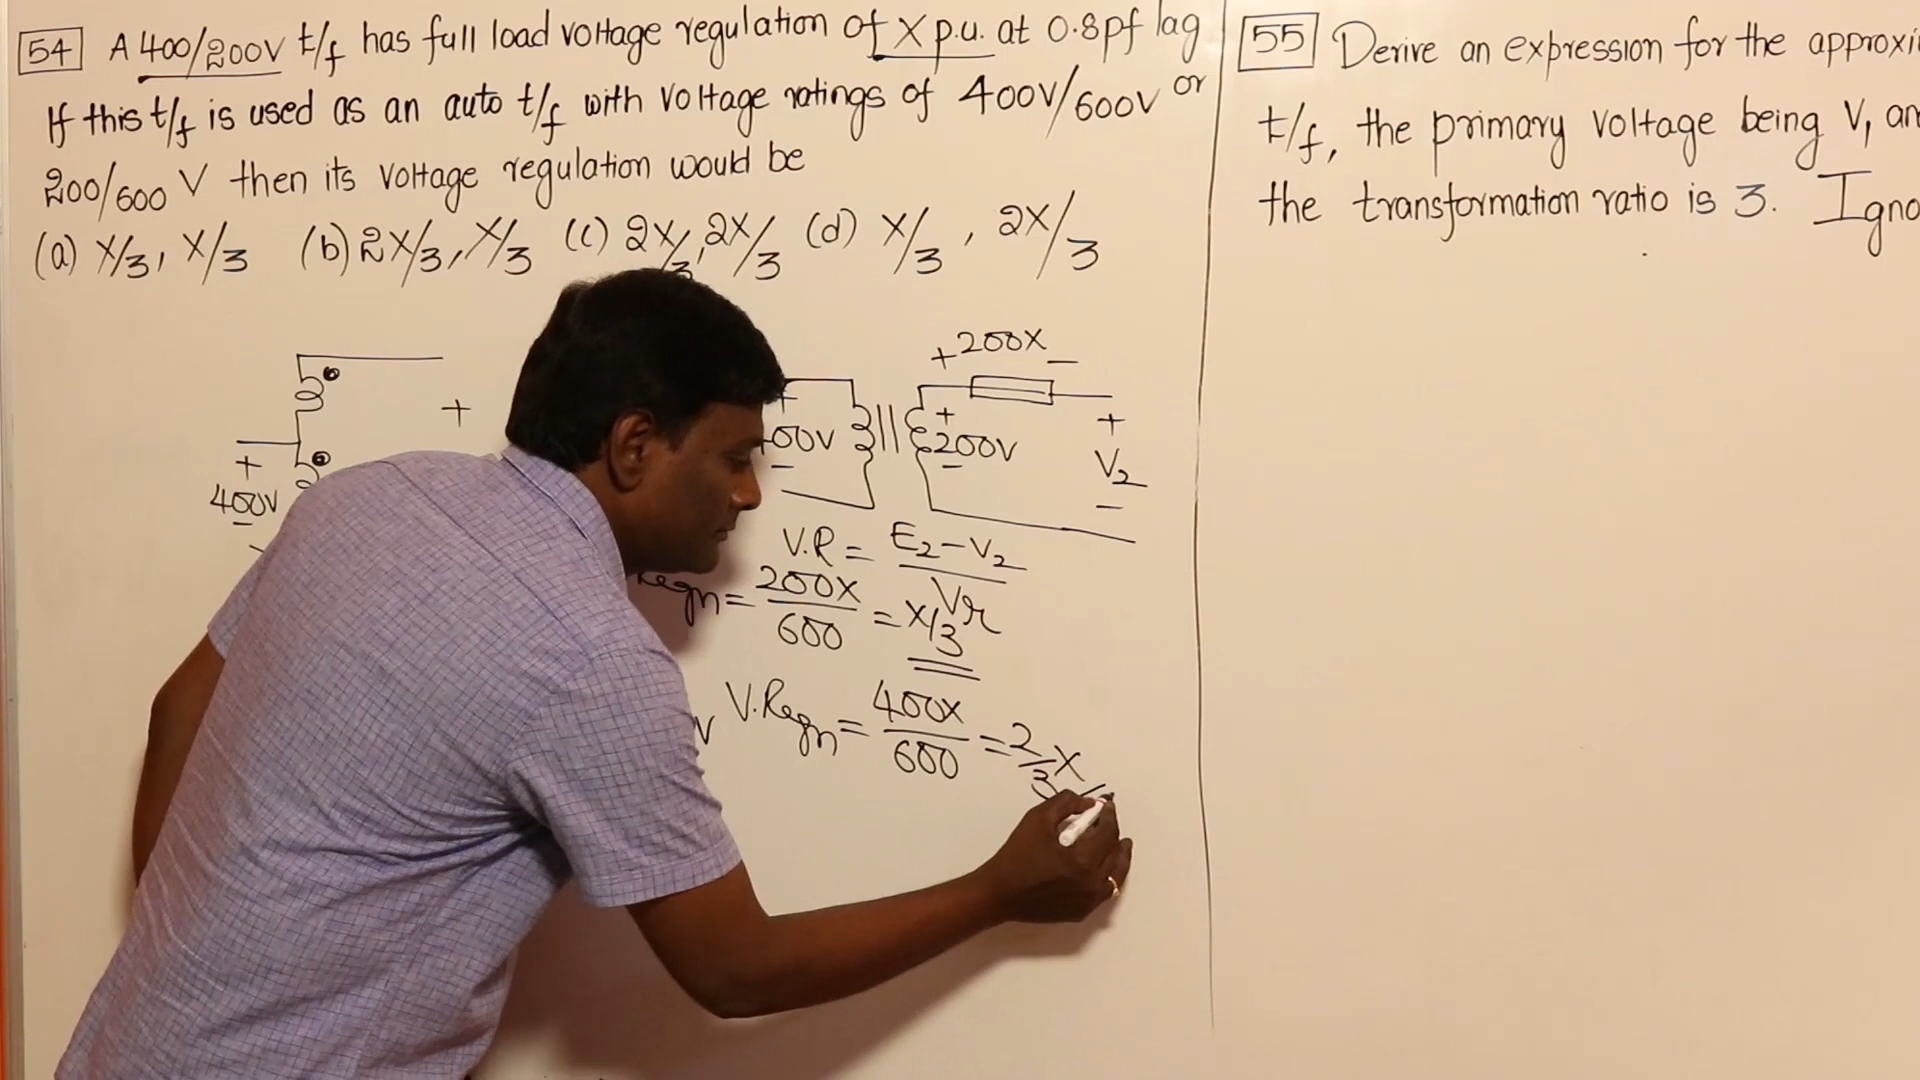 54 A 400/200V t/f has full load voltage regulation of X p.u. at 0.8pf lag
If this t/f is used as an auto t/f with voltage ratings of 400V/600V or
200/600 V then its voltage regulation would be
(a) X/3, X/3 (b) 2X/3, X/3 (c) 2X/3, 2X/3 (d) X/3, 2X/3
+
+
400V
-
+ 200X -
00V
-
+
200V
-
+
V2
-
V.R = E2-V2 / Vr
Regn = 200X/600 = X/3
V V.Regn = 400X/600 = 2/3 X
55 Derive an expression for the approxi
t/f, the primary voltage being V1 an
the transformation ratio is 3. Igno